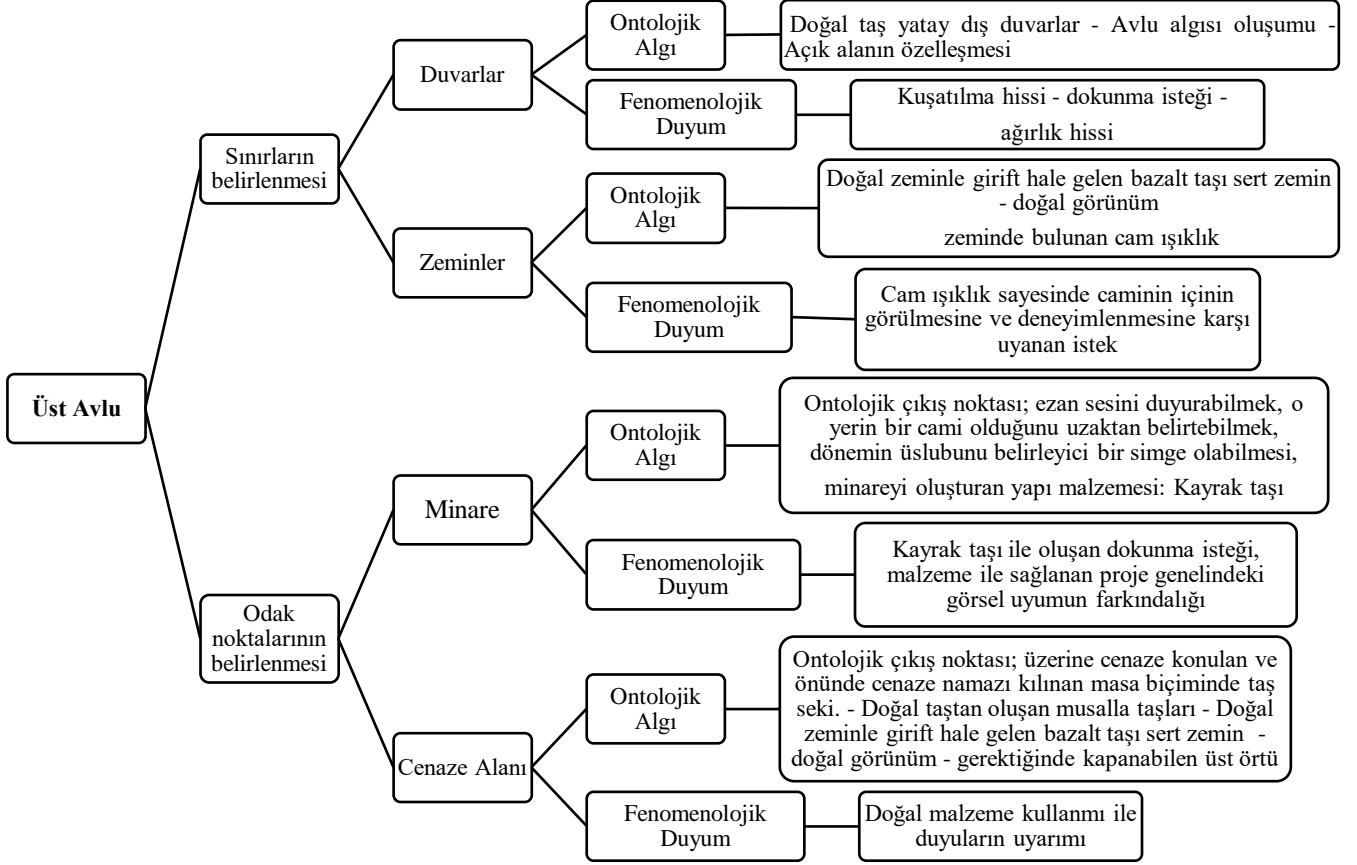 Üst Avlu
Sınırların
belirlenmesi
Duvarlar
Ontolojik
Algı
Doğal taş yatay dış duvarlar - Avlu algısı oluşumu -
Açık alanın özelleşmesi
Fenomenolojik
Duyum
Kuşatılma hissi - dokunma isteği -
ağırlık hissi
Zeminler
Ontolojik
Algı
Doğal zeminle girift hale gelen bazalt taşı sert zemin
- doğal görünüm
zeminde bulunan cam ışıklık
Fenomenolojik
Duyum
Cam ışıklık sayesinde caminin içinin
görülmesine ve deneyimlenmesine karşı
uyanan istek
Odak
noktalarının
belirlenmesi
Minare
Ontolojik
Algı
Ontolojik çıkış noktası; ezan sesini duyurabilmek, o
yerin bir cami olduğunu uzaktan belirtebilmek,
dönemin üslubunu belirleyici bir simge olabilmesi,
minareyi oluşturan yapı malzemesi: Kayrak taşı
Fenomenolojik
Duyum
Kayrak taşı ile oluşan dokunma isteği,
malzeme ile sağlanan proje genelindeki
görsel uyumun farkındalığı
Cenaze Alanı
Ontolojik
Algı
Ontolojik çıkış noktası; üzerine cenaze konulan ve
önünde cenaze namazı kılınan masa biçiminde taş
seki. - Doğal taştan oluşan musalla taşları - Doğal
zeminle girift hale gelen bazalt taşı sert zemin -
doğal görünüm - gerektiğinde kapanabilen üst örtü
Fenomenolojik
Duyum
Doğal malzeme kullanmı ile
duyuların uyarımı